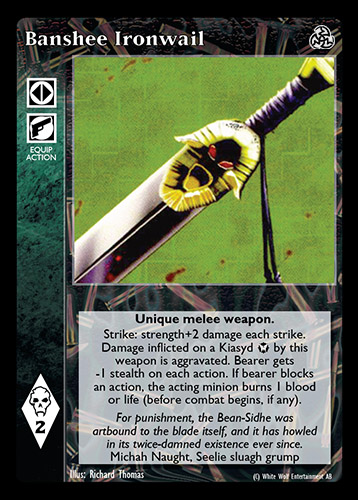 Banshee Ironwail
EQUIP
ACTION
Unique melee weapon.
Strike: strength+2 damage each strike.
Damage inflicted on a Kiasyd by this
weapon is aggravated. Bearer gets
-1 stealth on each action. If bearer blocks
an action, the acting minion burns 1 blood
or life (before combat begins, if any).
For punishment, the Bean-Sidhe was
artbound to the blade itself, and it has howled
in its twice-damned existence ever since.
Michah Naught, Seelie sluagh grump
2
Illus: Richard Thomas
(C) White Wolf Entertainment AB